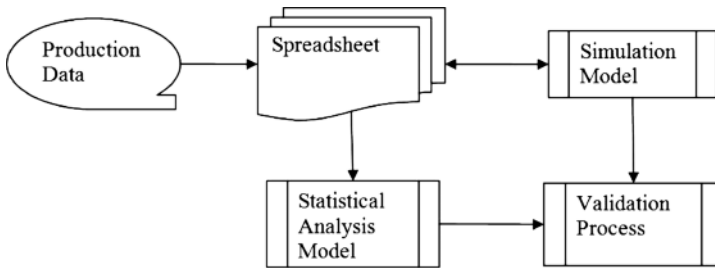 Production
Data
Spreadsheet
Simulation
Model
Statistical
Analysis
Model
Validation
Process